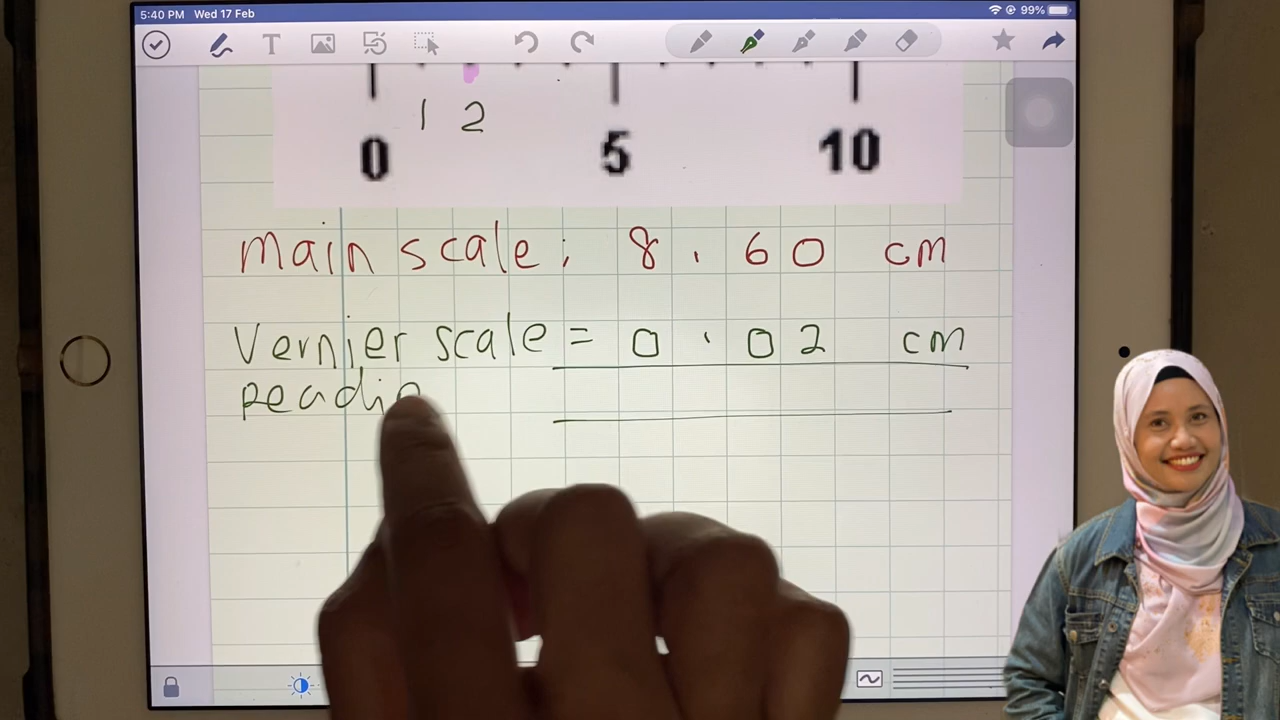 5:40 PM Wed 17 Feb 99%
T
1 2
0 5 10
main scale: 8.60 cm
Vernier scale = 0.02 cm